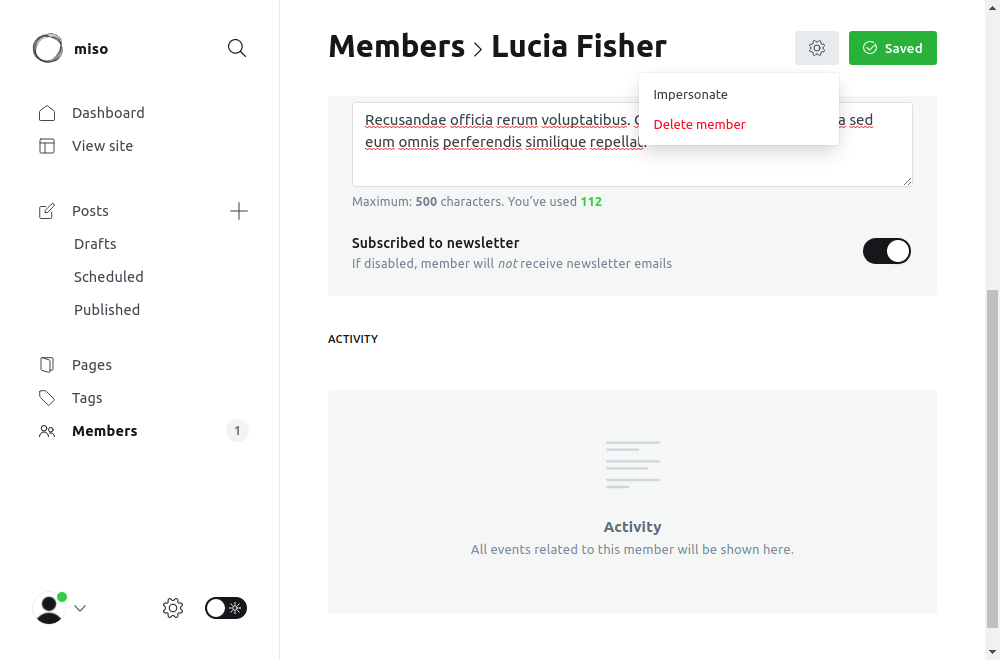 miso
Dashboard
View site
Posts
Drafts
Scheduled
Published
Pages
Tags
Members
1
Members
Lucia Fisher
Saved
Impersonate
Delete member
Recusandae officia rerum voluptatibus. a sed
eum omnis perferendis similique repellat.
Maximum: 500 characters. You've used 112
Subscribed to newsletter
If disabled, member will not receive newsletter emails
ACTIVITY
Activity
All events related to this member will be shown here.